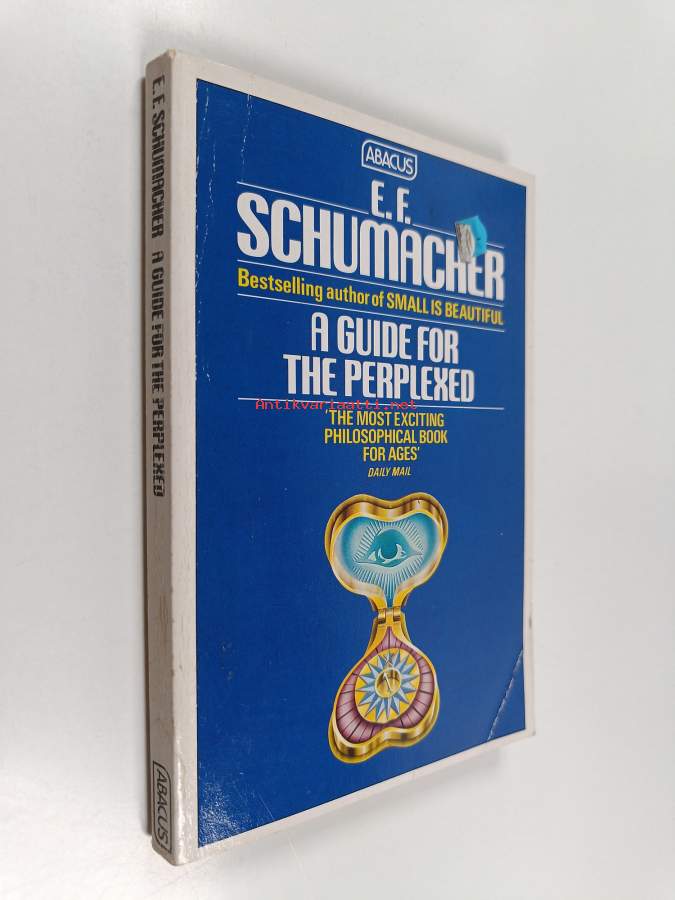 E. F. SCHUMACHER A GUIDE FOR THE PERPLEXED
ABACUS
ABACUS
E. F.
SCHUMACHER
Bestselling author of SMALL IS BEAUTIFUL
A GUIDE FOR
THE PERPLEXED
Antikvariaatti.net
'THE MOST EXCITING
PHILOSOPHICAL BOOK
FOR AGES'
DAILY MAIL